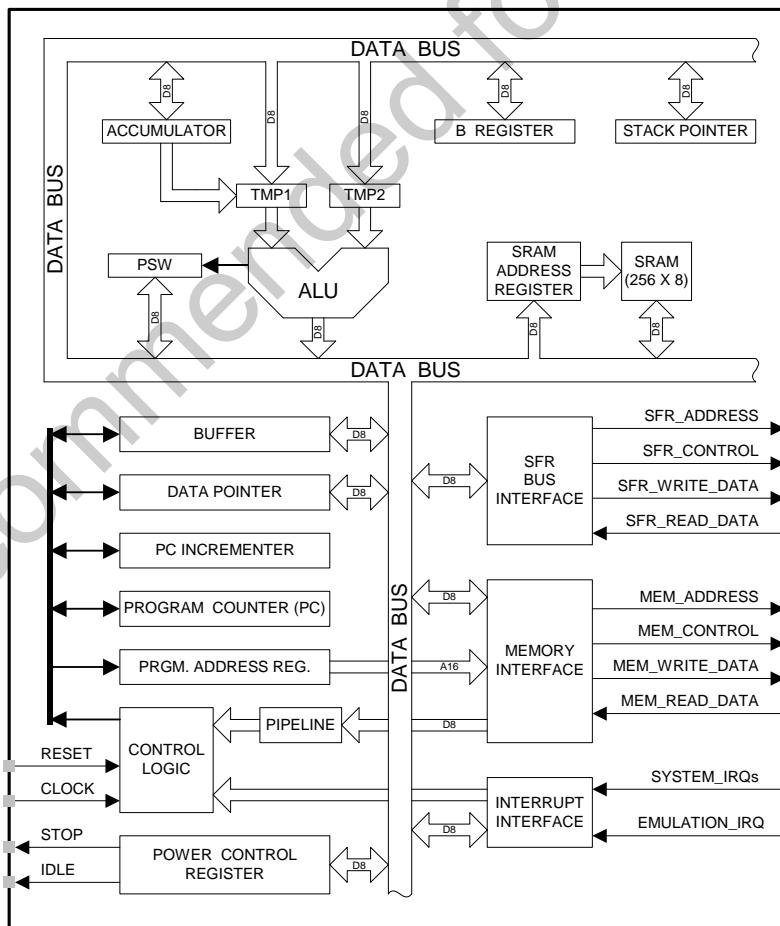 DATA BUS
D8
D8
D8
D8
D8
ACCUMULATOR
B REGISTER
STACK POINTER
DATA BUS
TMP1
TMP2
PSW
ALU
SRAM
ADDRESS
REGISTER
SRAM
(256 X 8)
D8
D8
D8
D8
DATA BUS
BUFFER
D8
DATA POINTER
D8
PC INCREMENTER
PROGRAM COUNTER (PC)
PRGM. ADDRESS REG.
A16
DATA BUS
D8
SFR
BUS
INTERFACE
SFR_ADDRESS
SFR_CONTROL
SFR_WRITE_DATA
SFR_READ_DATA
D8
MEMORY
INTERFACE
MEM_ADDRESS
MEM_CONTROL
MEM_WRITE_DATA
MEM_READ_DATA
RESET
CLOCK
CONTROL
LOGIC
PIPELINE
D8
INTERRUPT
INTERFACE
SYSTEM_IRQs
EMULATION_IRQ
D8
STOP
IDLE
POWER CONTROL
REGISTER
D8
ommended fo